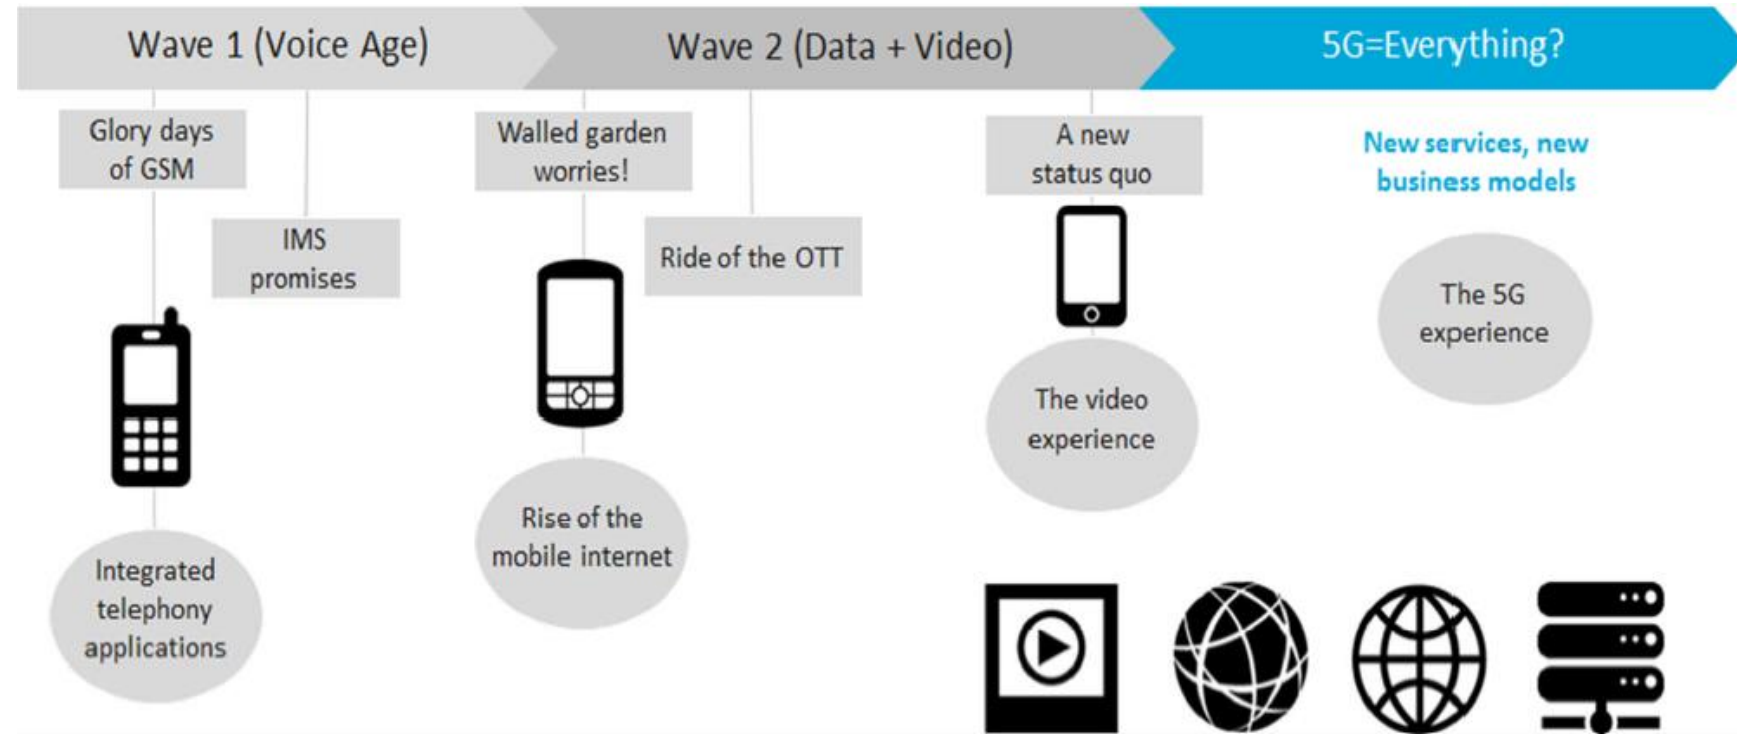 Wave 1 (Voice Age)
Wave 2 (Data + Video)
5G=Everything?
Glory days
of GSM
IMS
promises
Integrated
telephony
applications
Walled garden
worries!
Ride of the OTT
Rise of the
mobile internet
A new
status quo
The video
experience
New services, new
business models
The 5G
experience